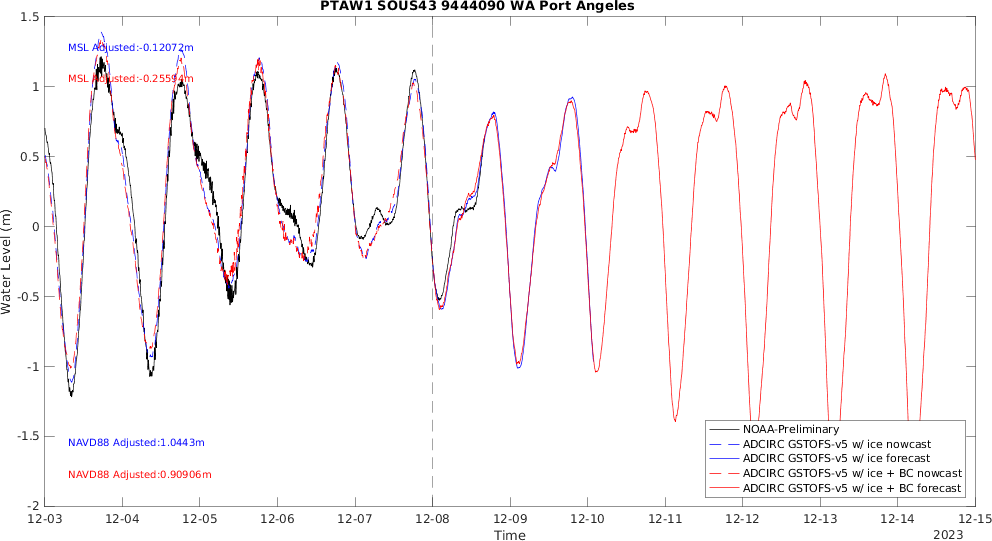 PTAW1 SOUS43 9444090 WA Port Angeles
MSL Adjusted:-0.12072m
MSL Adjusted:-0.25594m
NAVD88 Adjusted:1.0443m
NAVD88 Adjusted:0.90906m
Water Level (m)
1.5
1
0.5
0
-0.5
-1
-1.5
-2
NOAA-Preliminary
ADCIRC GSTOFS-v5 w/ ice nowcast
ADCIRC GSTOFS-v5 w/ ice forecast
ADCIRC GSTOFS-v5 w/ ice + BC nowcast
ADCIRC GSTOFS-v5 w/ ice + BC forecast
12-03 12-04 12-05 12-06 12-07 12-08 12-09 12-10 12-11 12-12 12-13 12-14 12-15
Time
2023